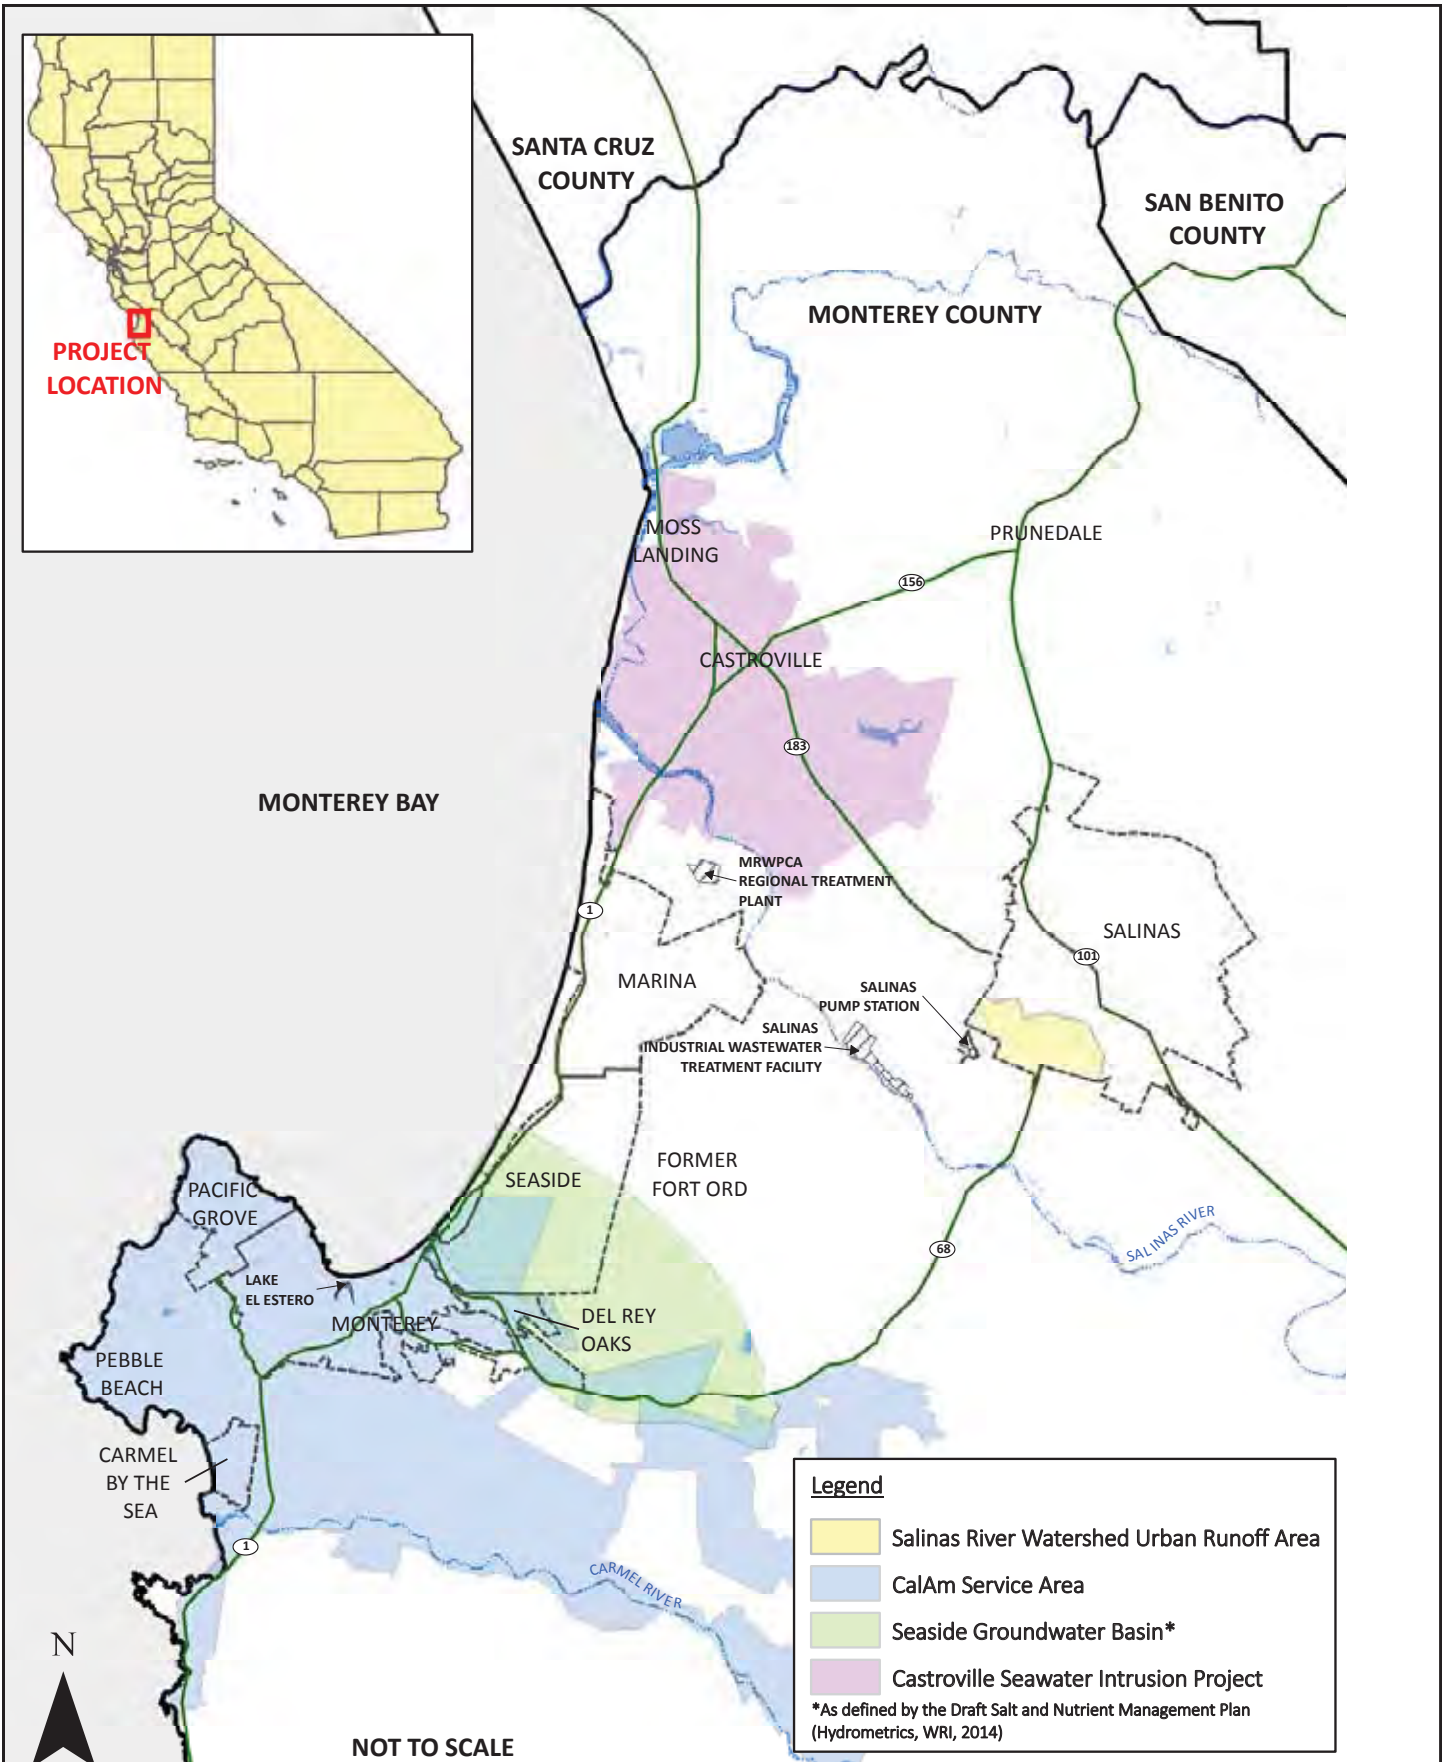 SANTA CRUZ
COUNTY
SAN BENITO
COUNTY
MONTEREY COUNTY
PROJECT
LOCATION
MOSS
LANDING
PRUNEDALE
156
CASTROVILLE
183
MONTEREY BAY
MRWPCA
REGIONAL TREATMENT
PLANT
1
SALINAS
101
MARINA
SALINAS
PUMP STATION
SALINAS
INDUSTRIAL WASTEWATER
TREATMENT FACILITY
SEASIDE
FORMER
FORT ORD
PACIFIC
GROVE
SALINAS RIVER
68
LAKE
EL ESTERO
MONTEREY
DEL REY
OAKS
PEBBLE
BEACH
CARMEL
BY THE
SEA
1
CARMEL RIVER
Legend
Salinas River Watershed Urban Runoff Area
CalAm Service Area
Seaside Groundwater Basin*
Castroville Seawater Intrusion Project
*As defined by the Draft Salt and Nutrient Management Plan
(Hydrometrics, WRI, 2014)
N
NOT TO SCALE